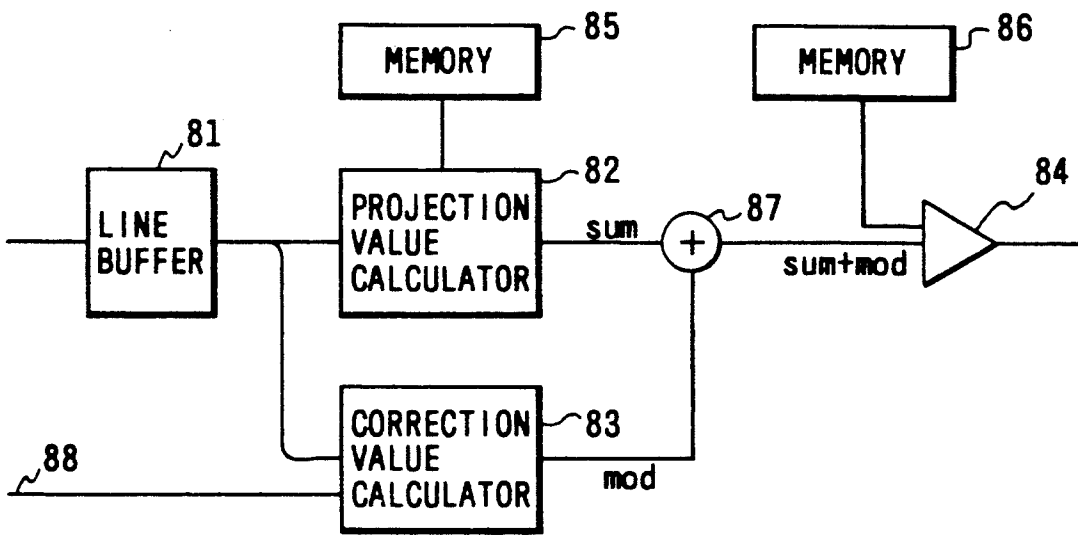 85
MEMORY
86
MEMORY
81
LINE
BUFFER
82
PROJECTION
VALUE
CALCULATOR
sum
87
+
sum+mod
84
83
CORRECTION
VALUE
CALCULATOR
mod
88